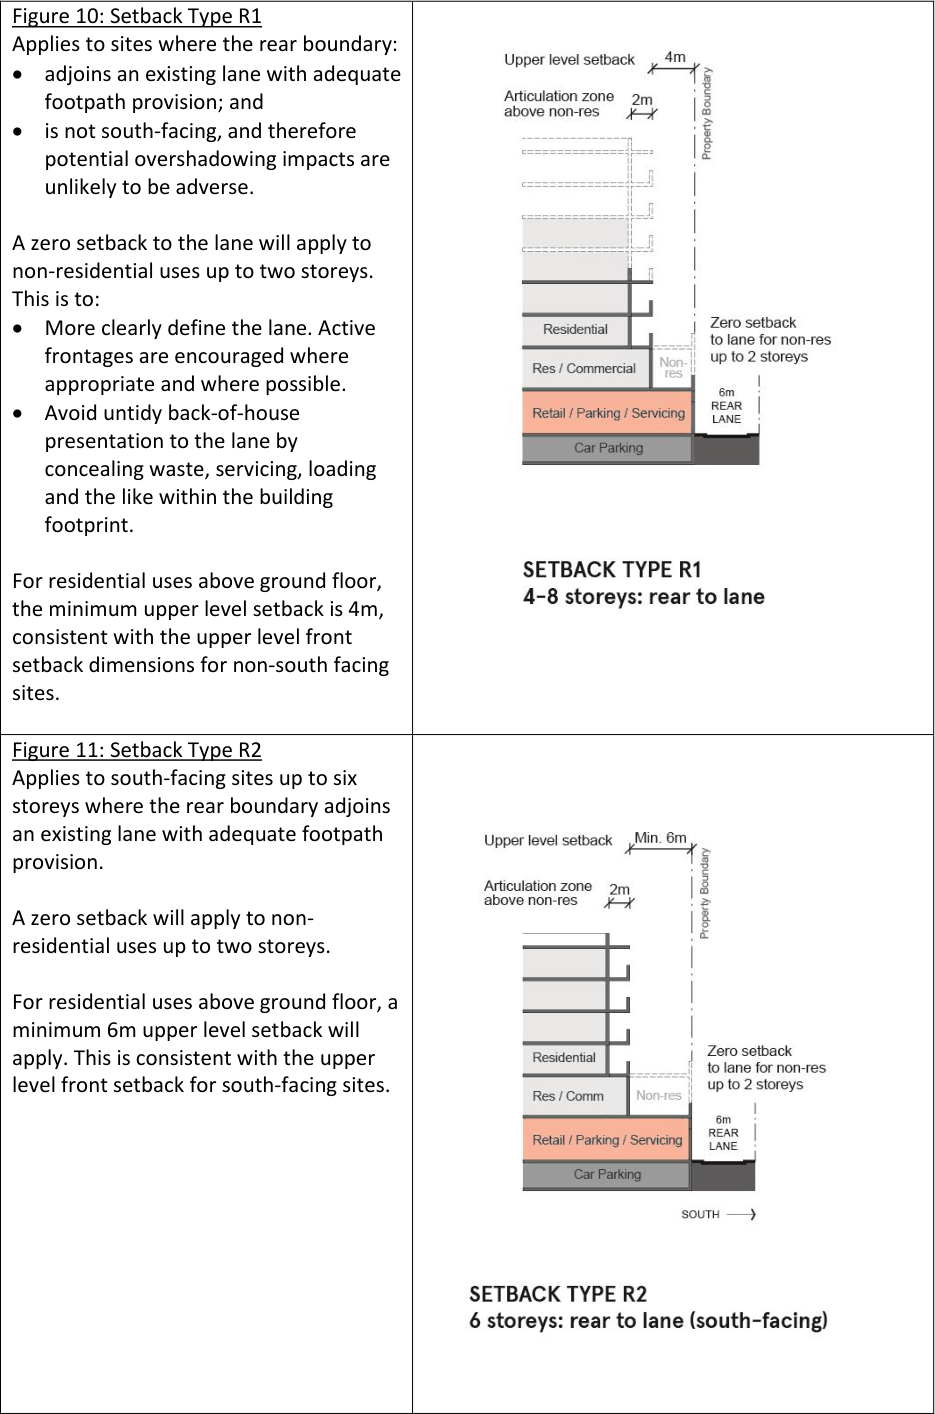 Figure 10: Setback Type R1
Applies to sites where the rear boundary:
• adjoins an existing lane with adequate
footpath provision; and
• is not south-facing, and therefore
potential overshadowing impacts are
unlikely to be adverse.
A zero setback to the lane will apply to
non-residential uses up to two storeys.
This is to:
• More clearly define the lane. Active
frontages are encouraged where
appropriate and where possible.
• Avoid untidy back-of-house
presentation to the lane by
concealing waste, servicing, loading
and the like within the building
footprint.
For residential uses above ground floor,
the minimum upper level setback is 4m,
consistent with the upper level front
setback dimensions for non-south facing
sites.
Upper level setback
4m
Articulation zone
above non-res
2m
Property Boundary
Residential
Res / Commercial
Non-
res
Retail / Parking / Servicing
Car Parking
Zero setback
to lane for non-res
up to 2 storeys
6m
REAR
LANE
SETBACK TYPE R1
4-8 storeys: rear to lane
Figure 11: Setback Type R2
Applies to south-facing sites up to six
storeys where the rear boundary adjoins
an existing lane with adequate footpath
provision.
A zero setback will apply to non-
residential uses up to two storeys.
For residential uses above ground floor, a
minimum 6m upper level setback will
apply. This is consistent with the upper
level front setback for south-facing sites.
Upper level setback
Min. 6m
Articulation zone
above non-res
2m
Property Boundary
Residential
Res / Comm
Non-res
Retail / Parking / Servicing
Car Parking
Zero setback
to lane for non-res
up to 2 storeys
6m
REAR
LANE
SOUTH
SETBACK TYPE R2
6 storeys: rear to lane (south-facing)